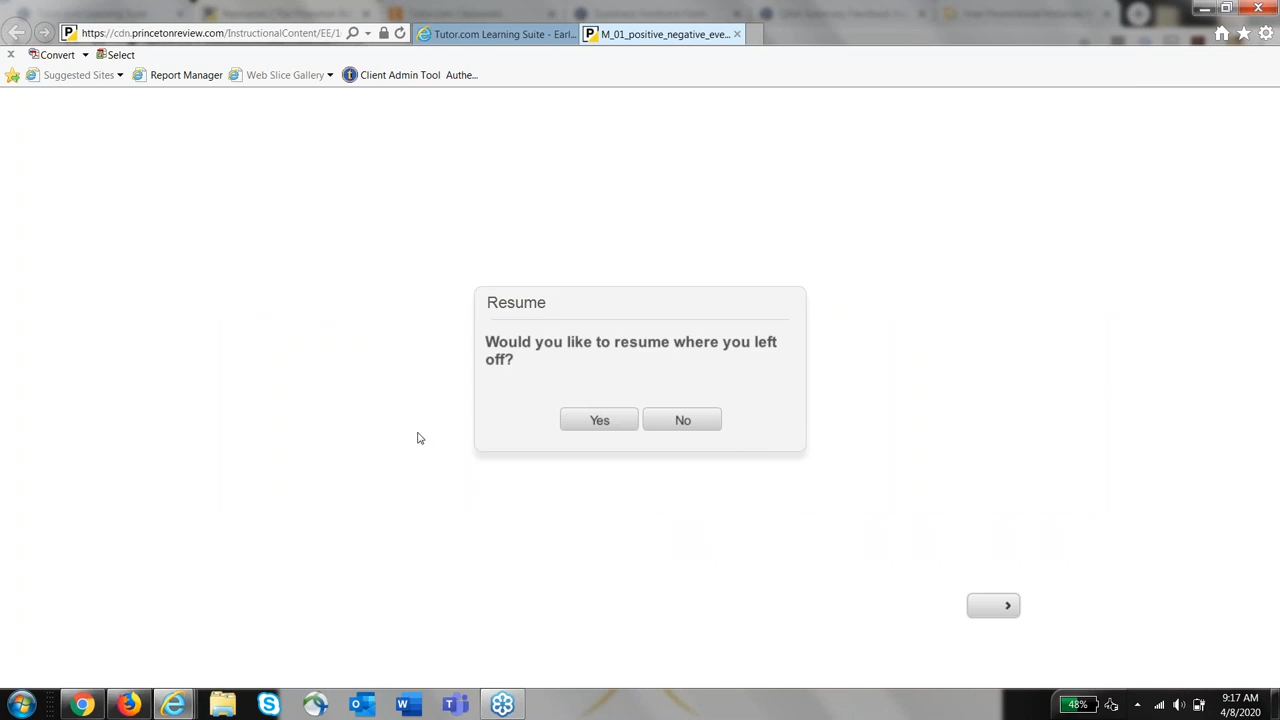 https://cdn.princetonreview.com/InstructionalContent/EE/1
Tutor.com Learning Suite - Earl...
M_01_positive_negative_eve...
Convert
Select
Suggested Sites
Report Manager
Web Slice Gallery
Client Admin Tool
Authe...
Resume
Would you like to resume where you left
off?
Yes
No
48%
9:17 AM
4/8/2020